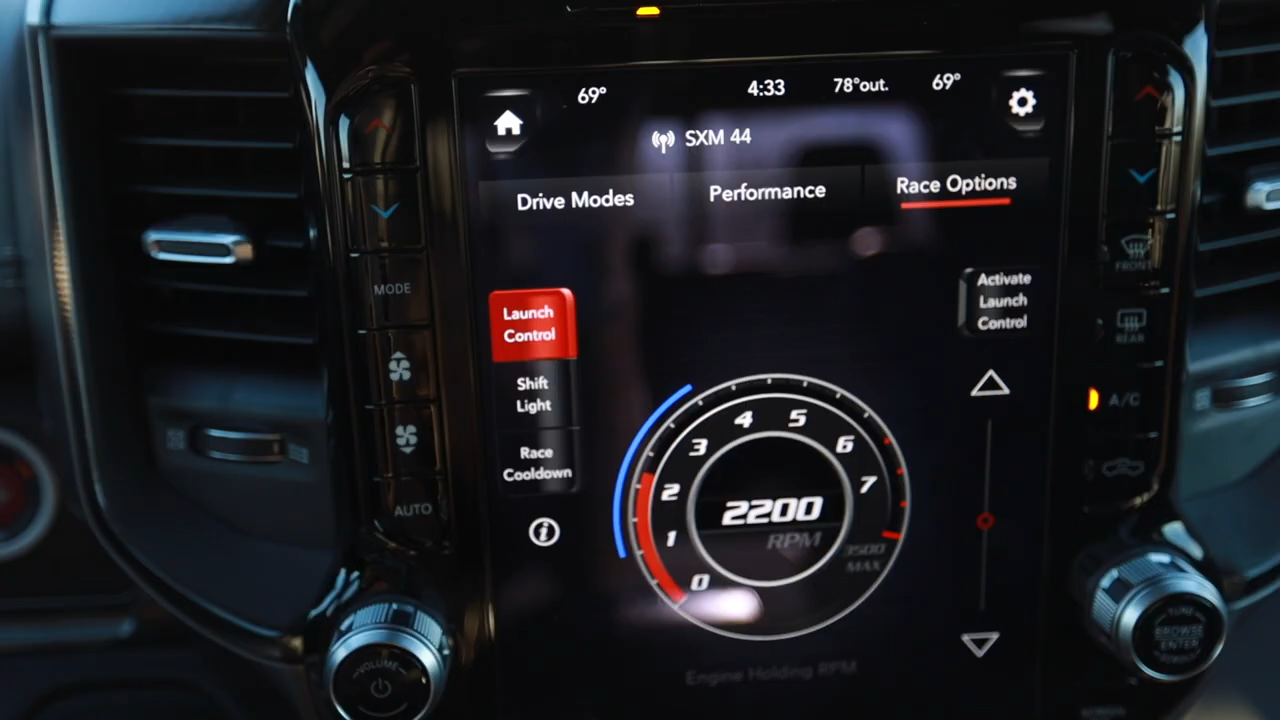 69°
4:33
78°out.
69°
SXM 44
Drive Modes
Performance
Race Options
MODE
AUTO
VOLUME
Launch
Control
Shift
Light
Race
Cooldown
Activate
Launch
Control
4 5
3 6
2 7
1
0
2200
RPM
3500
MAX
Engine Holding RPM
FRONT
REAR
A/C
TUNE
BROWSE
ENTER